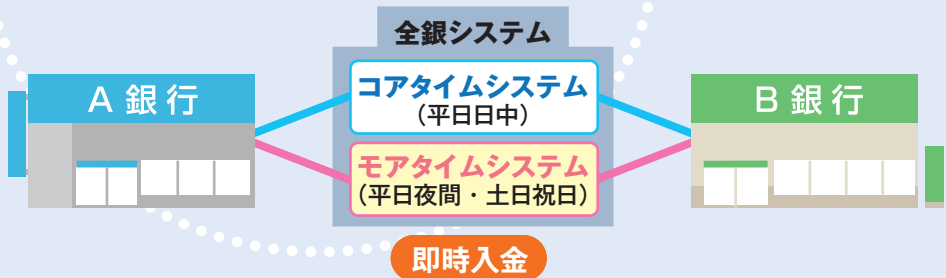 全銀システム
A 銀行
コアタイムシステム
（平日日中）
B 銀行
モアタイムシステム
（平日夜間・土日祝日）
即時入金